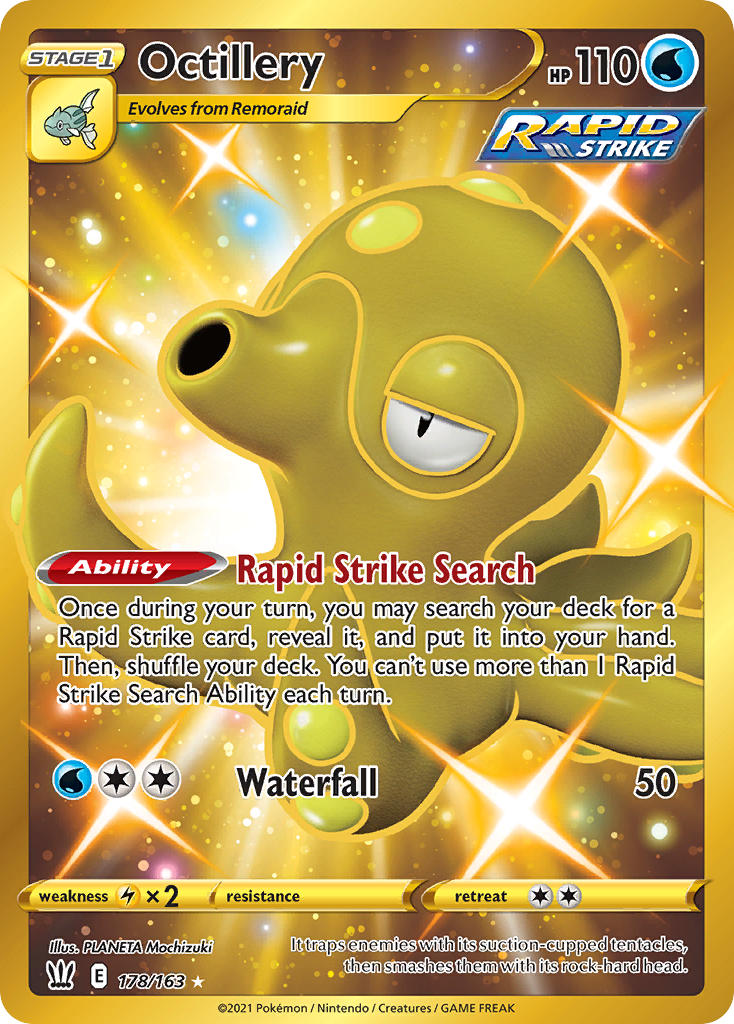 STAGE 1
Octillery
HP 110
Evolves from Remoraid
RAPID
STRIKE
Ability
Rapid Strike Search
Once during your turn, you may search your deck for a
Rapid Strike card, reveal it, and put it into your hand.
Then, shuffle your deck. You can't use more than 1 Rapid
Strike Search Ability each turn.
Waterfall 50
weakness ×2 resistance retreat
Illus. PLANETA Mochizuki
It traps enemies with its suction-cupped tentacles,
then smashes them with its rock-hard head.
E 178/163 ★
©2021 Pokémon / Nintendo / Creatures / GAME FREAK